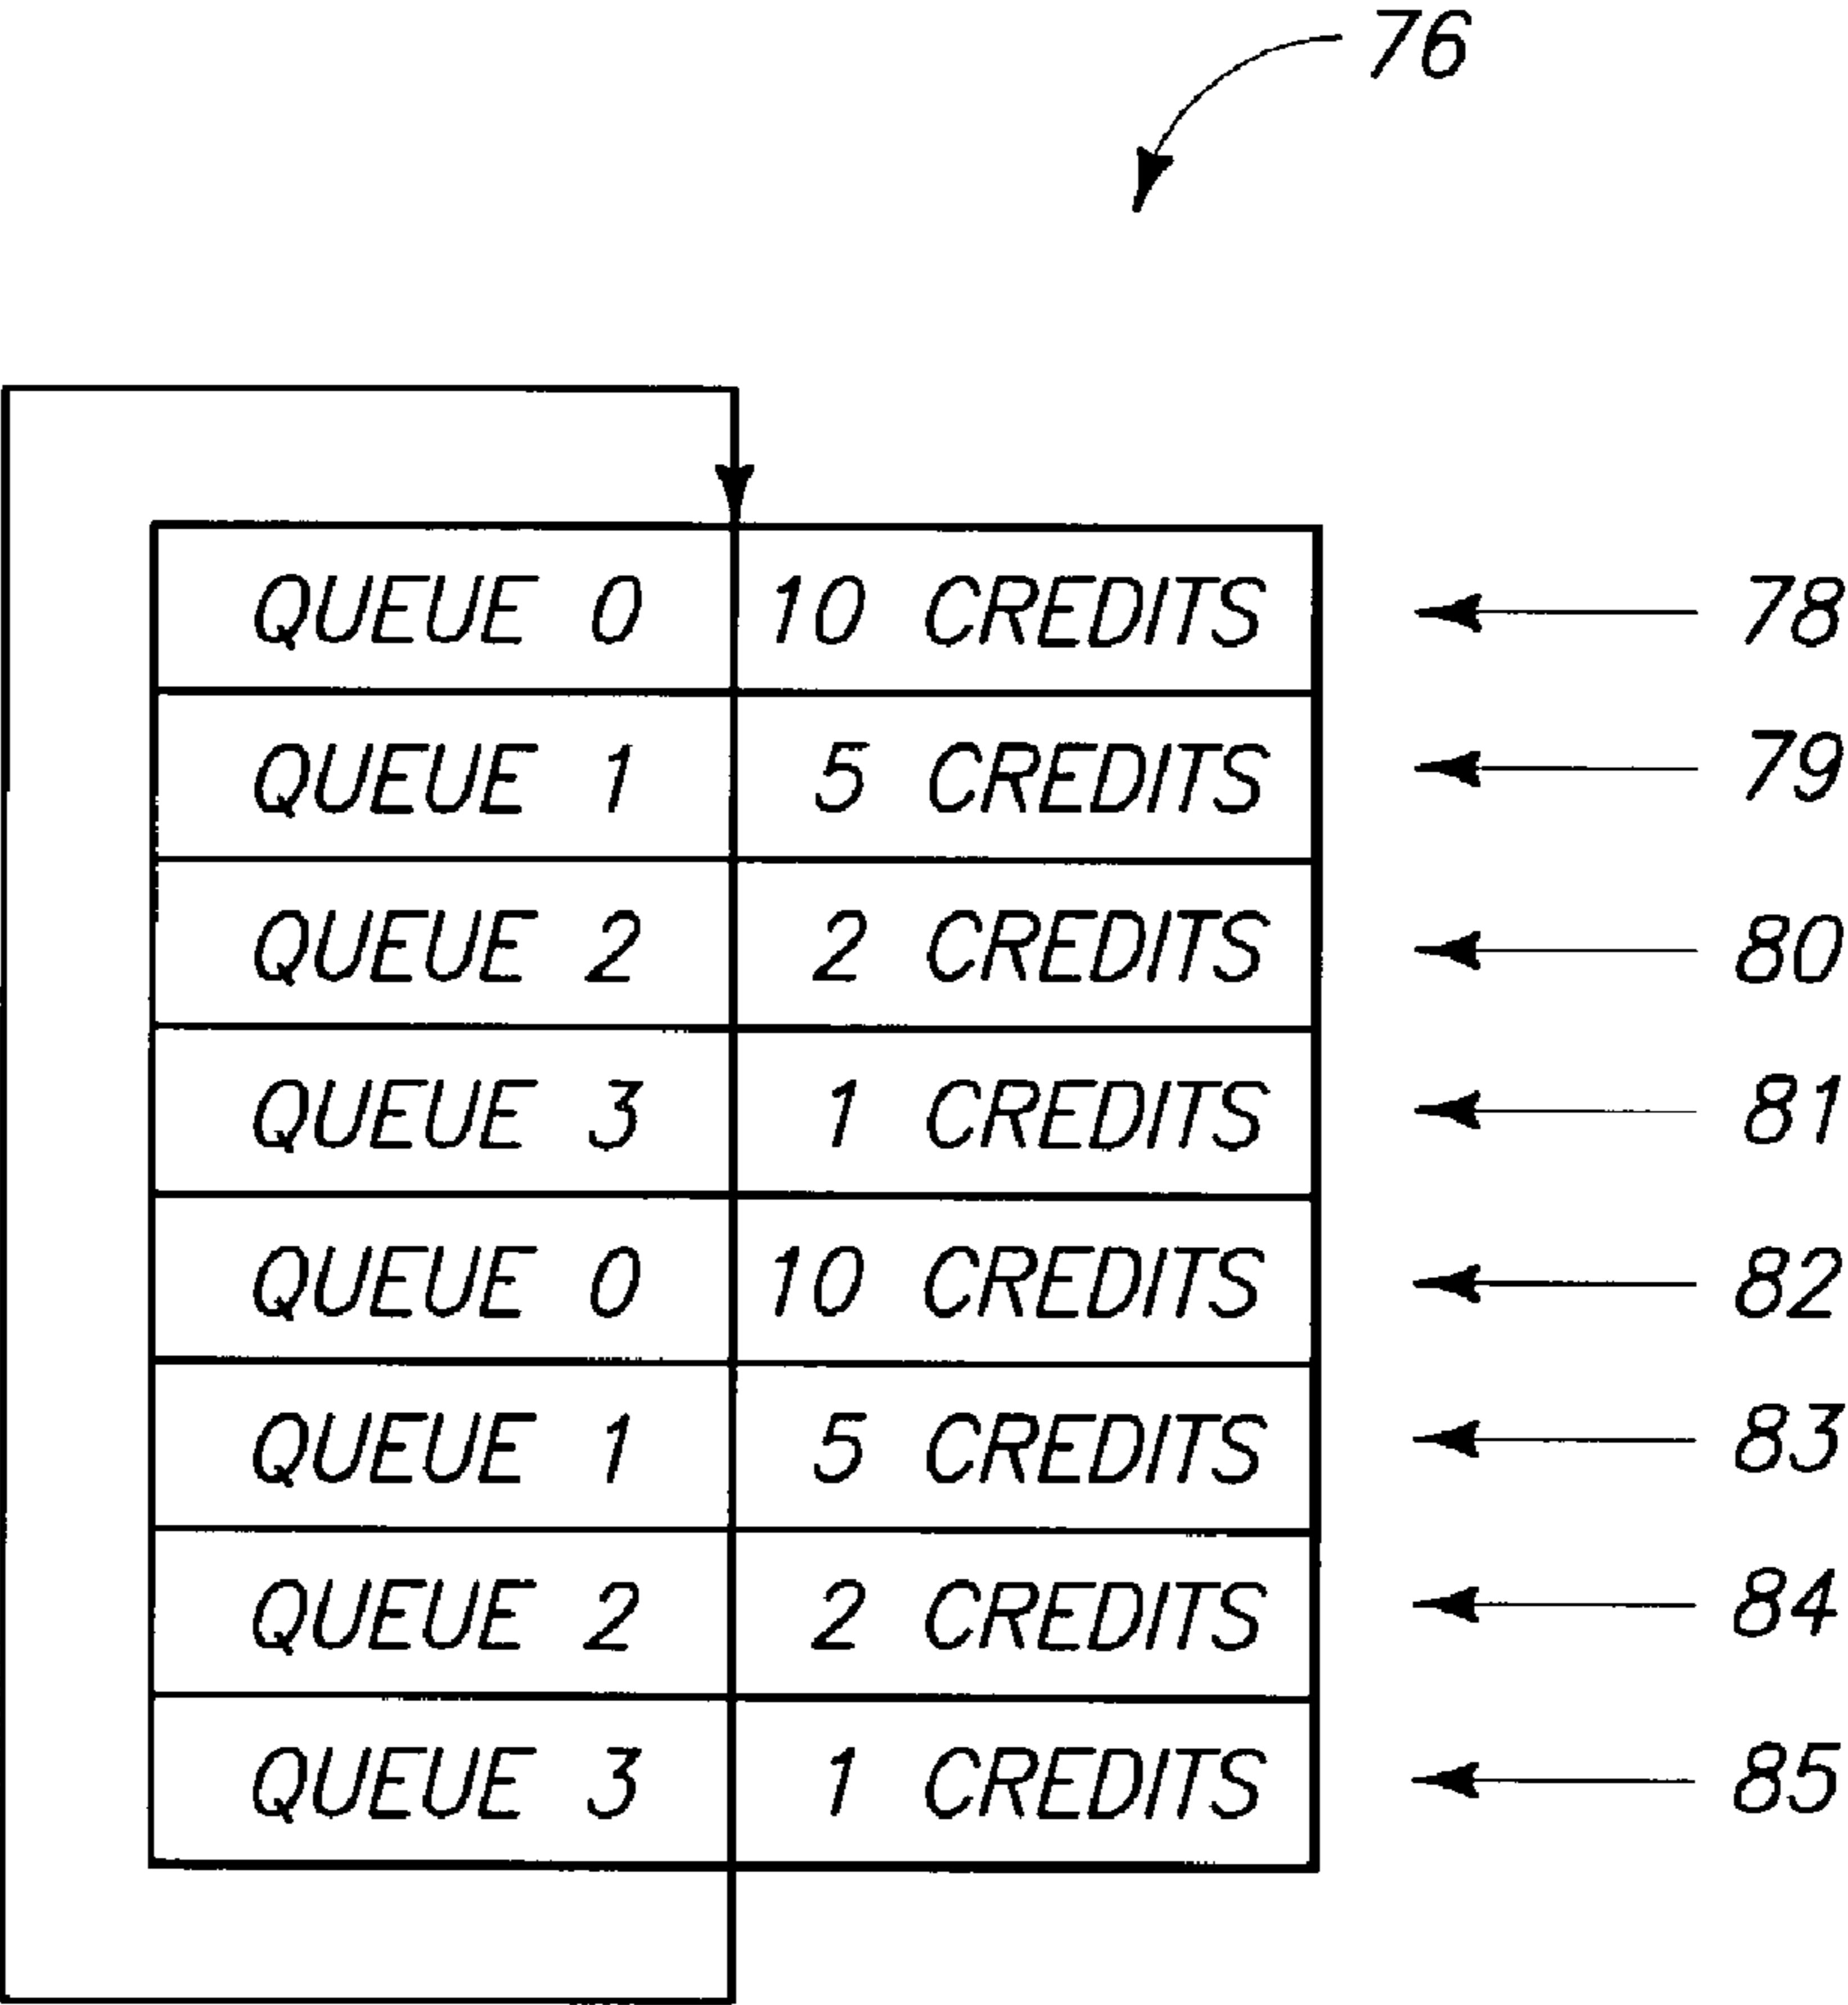 76
QUEUE 0 10 CREDITS 78
QUEUE 1 5 CREDITS 79
QUEUE 2 2 CREDITS 80
QUEUE 3 1 CREDITS 81
QUEUE 0 10 CREDITS 82
QUEUE 1 5 CREDITS 83
QUEUE 2 2 CREDITS 84
QUEUE 3 1 CREDITS 85